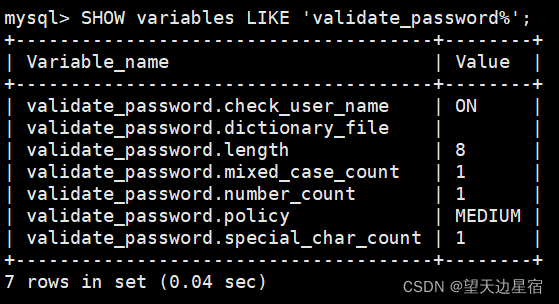 mysql> SHOW variables LIKE 'validate_password%';
+--------------------------------------+--------+
| Variable_name                        | Value  |
+--------------------------------------+--------+
| validate_password.check_user_name    | ON     |
| validate_password.dictionary_file    |        |
| validate_password.length             | 8      |
| validate_password.mixed_case_count   | 1      |
| validate_password.number_count       | 1      |
| validate_password.policy             | MEDIUM |
| validate_password.special_char_count | 1      |
+--------------------------------------+--------+
7 rows in set (0.04 sec)
CSDN @望天边星宿